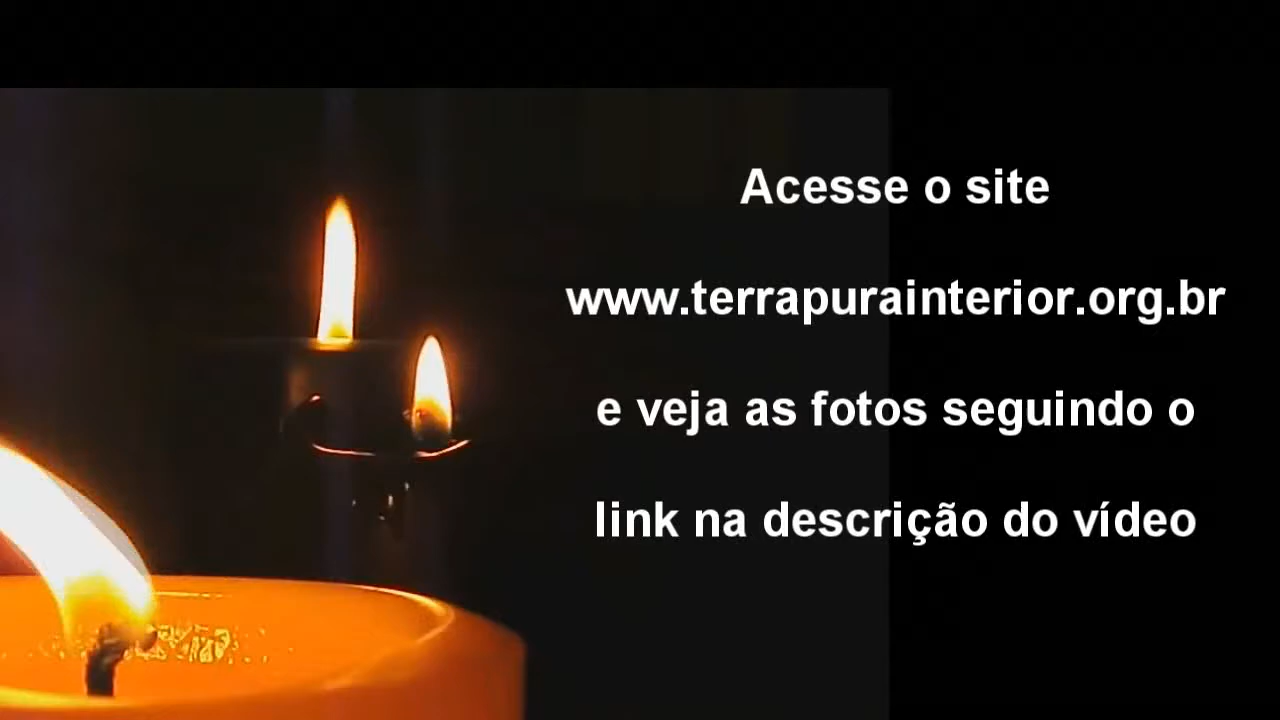 Acesse o site
www.terrapurainterior.org.br
e veja as fotos seguindo o
link na descrição do vídeo